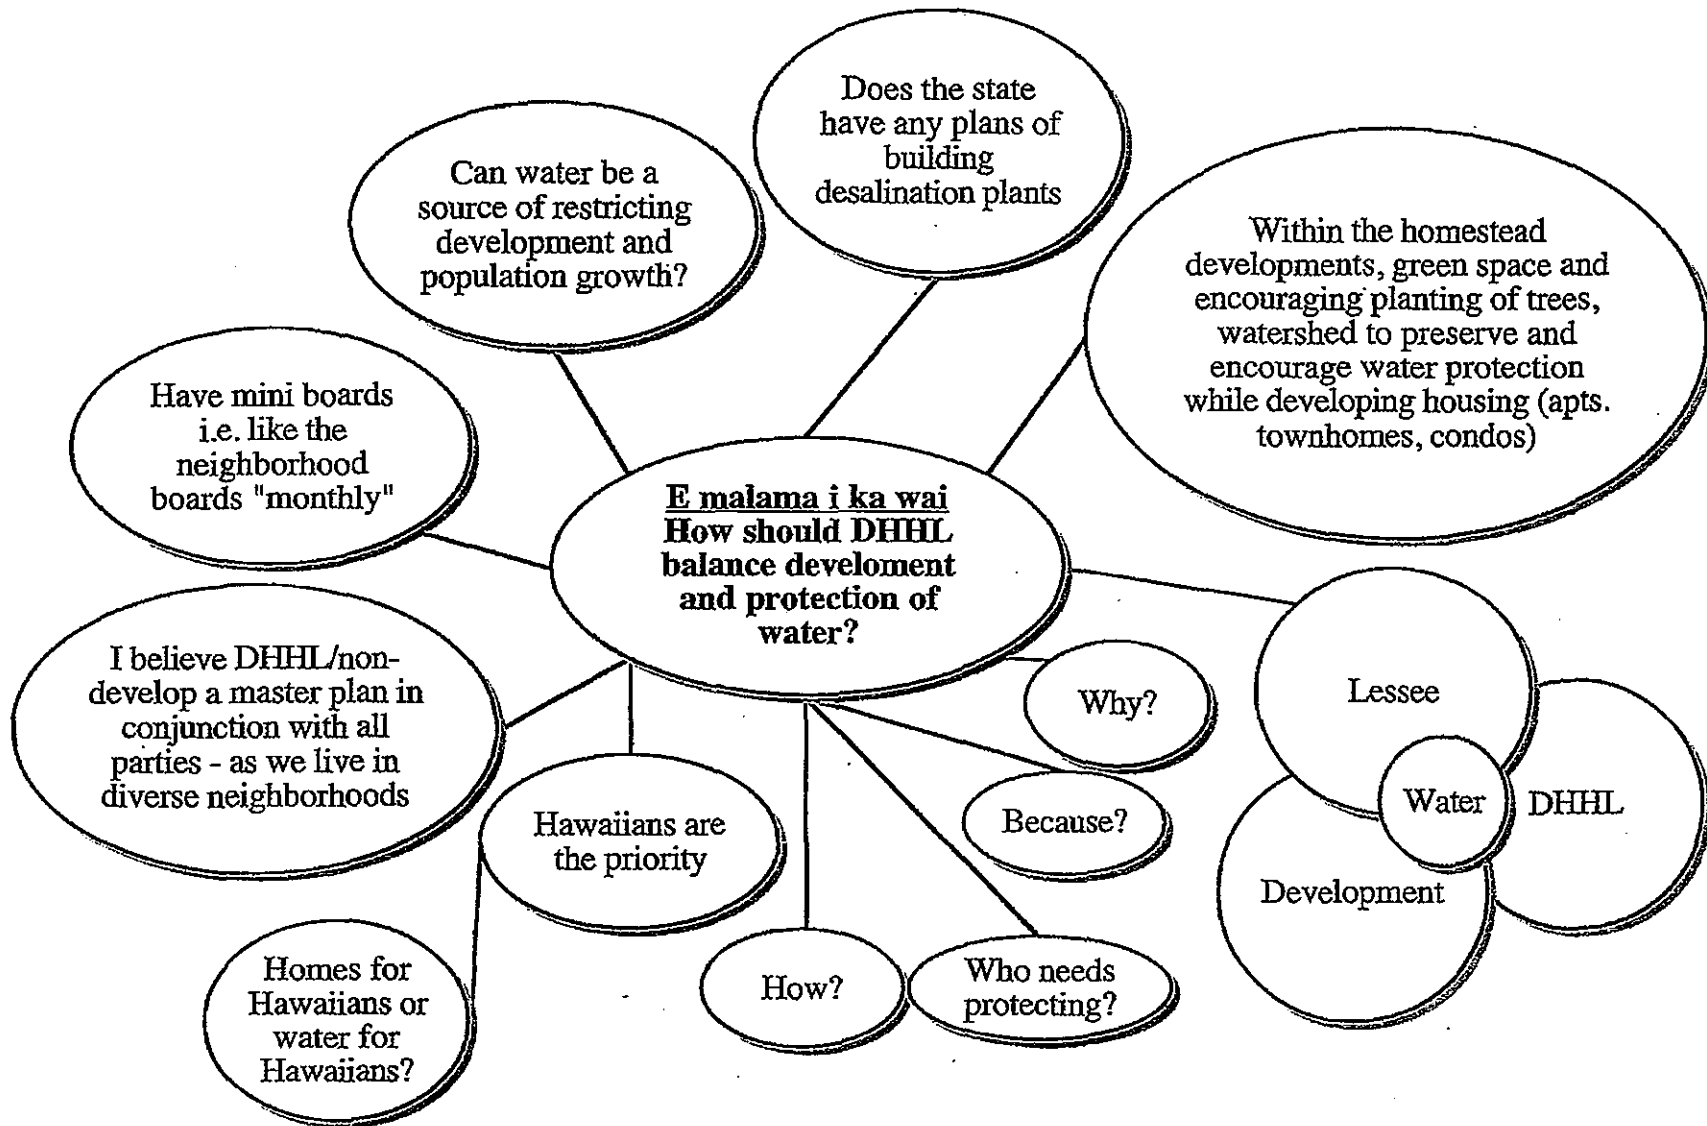 Does the state
have any plans of
building
desalination plants
Can water be a
source of restricting
development and
population growth?
Within the homestead
developments, green space and
encouraging planting of trees,
watershed to preserve and
encourage water protection
while developing housing (apts.
townhomes, condos)
Have mini boards
i.e. like the
neighborhood
boards "monthly"
E malama i ka wai
How should DHHL
balance develoment
and protection of
water?
I believe DHHL/non-
develop a master plan in
conjunction with all
parties - as we live in
diverse neighborhoods
Why?
Lessee
Water
DHHL
Development
Because?
Hawaiians are
the priority
How?
Who needs
protecting?
Homes for
Hawaiians or
water for
Hawaiians?